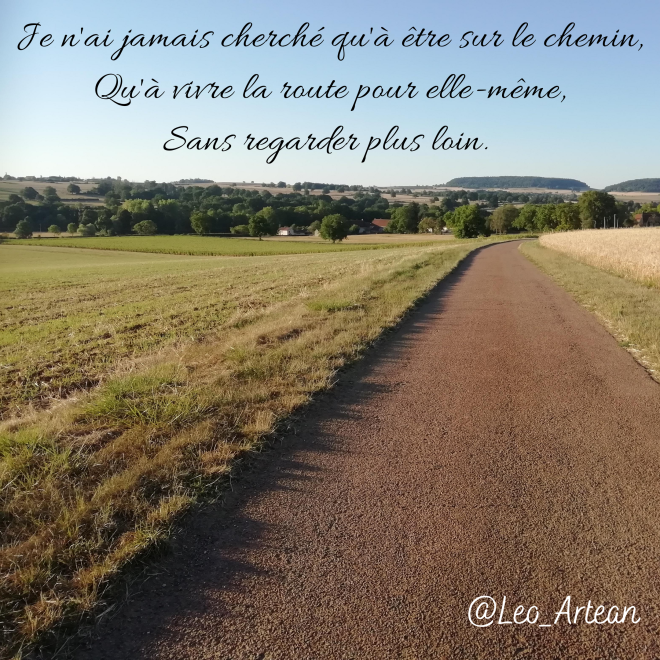 Je n'ai jamais cherché qu'à être sur le chemin,
Qu'à vivre la route pour elle-même,
Sans regarder plus loin.
@Leo_Artean